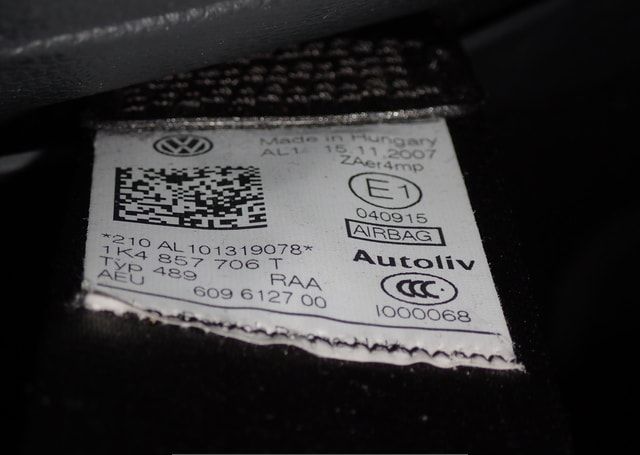 VW
Made in Hungary
AL1- 15.11.2007
ZAer4mp
E1
040915
AIRBAG
*210 AL101319078*
1K4 857 706 T
Typ 489 RAA
AEU 609 6127 00
Autoliv
CCC
I000068